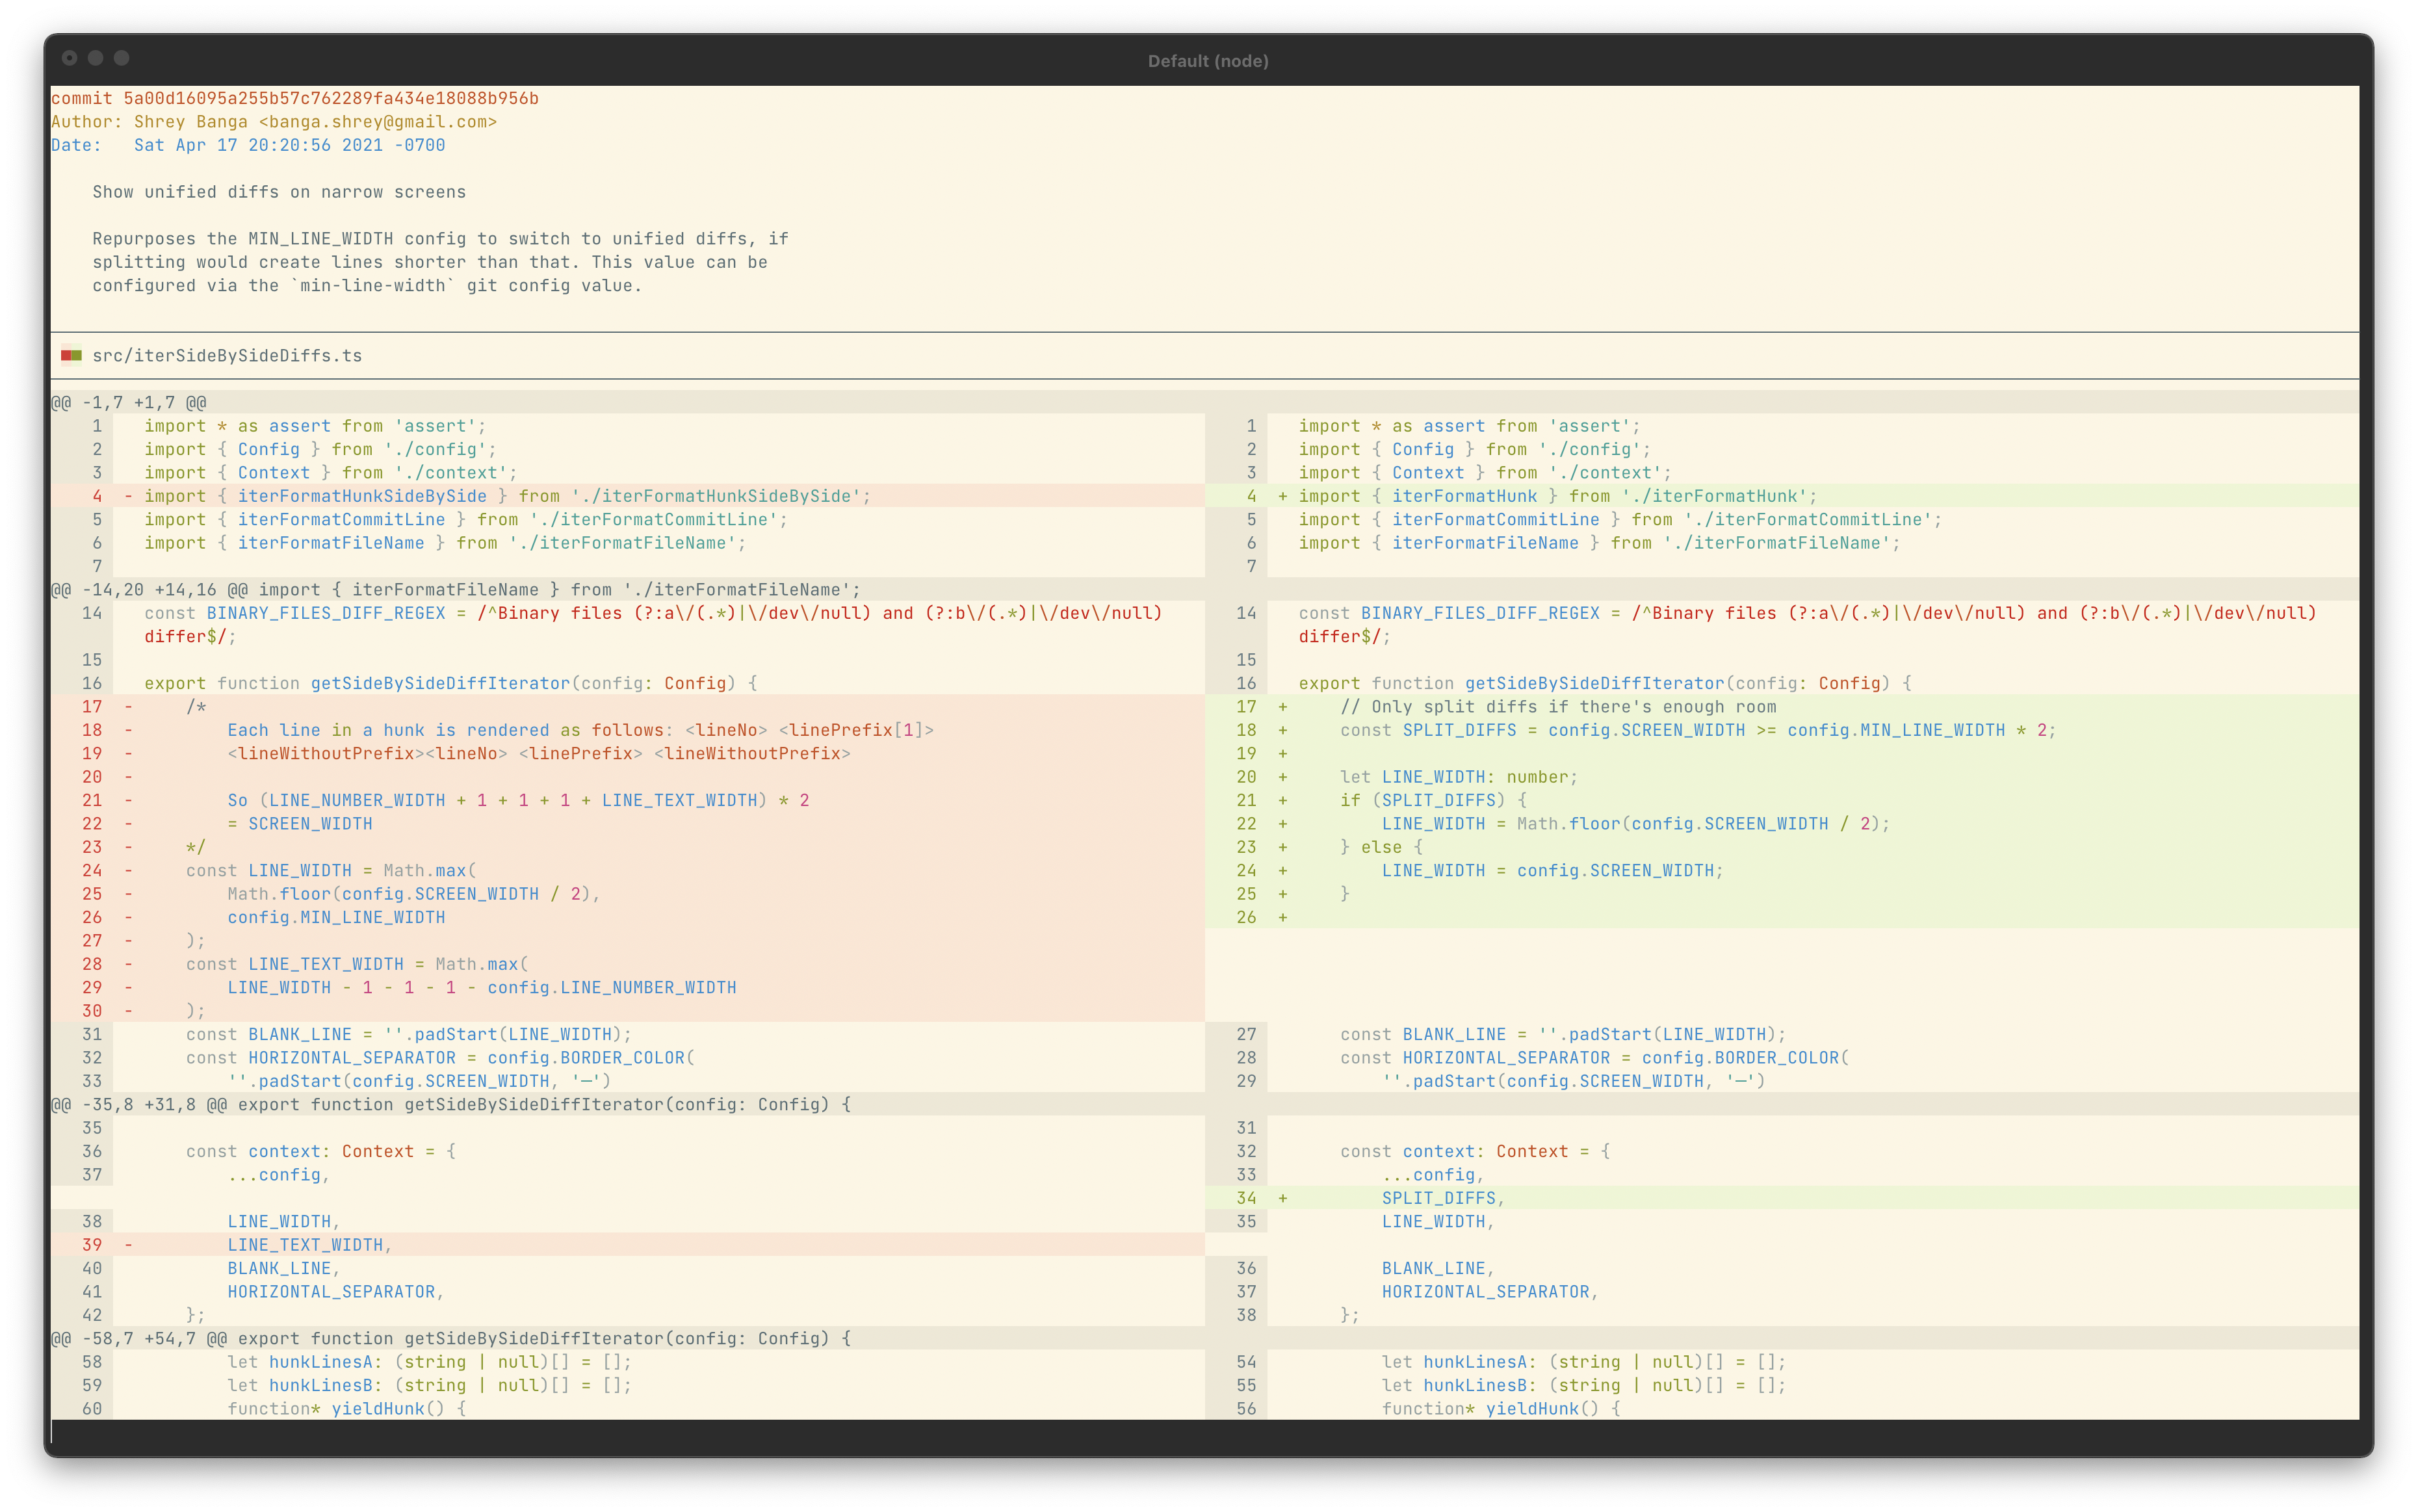 Default (node)
commit 5a00d16095a255b57c762289fa434e18088b956b
Author: Shrey Banga <banga.shrey@gmail.com>
Date:   Sat Apr 17 20:20:56 2021 -0700
    Show unified diffs on narrow screens
    Repurposes the MIN_LINE_WIDTH config to switch to unified diffs, if
    splitting would create lines shorter than that. This value can be
    configured via the `min-line-width` git config value.
src/iterSideBySideDiffs.ts
@@ -1,7 +1,7 @@
1   import * as assert from 'assert';   1   import * as assert from 'assert';
2   import { Config } from './config';   2   import { Config } from './config';
3   import { Context } from './context';   3   import { Context } from './context';
4 - import { iterFormatHunkSideBySide } from './iterFormatHunkSideBySide';   4 + import { iterFormatHunk } from './iterFormatHunk';
5   import { iterFormatCommitLine } from './iterFormatCommitLine';   5   import { iterFormatCommitLine } from './iterFormatCommitLine';
6   import { iterFormatFileName } from './iterFormatFileName';   6   import { iterFormatFileName } from './iterFormatFileName';
7   7
@@ -14,20 +14,16 @@ import { iterFormatFileName } from './iterFormatFileName';
14   const BINARY_FILES_DIFF_REGEX = /^Binary files (?:a\/(.*)|\/dev\/null) and (?:b\/(.*)|\/dev\/null)   14   const BINARY_FILES_DIFF_REGEX = /^Binary files (?:a\/(.*)|\/dev\/null) and (?:b\/(.*)|\/dev\/null)
differ$/;   differ$/;
15   15
16   export function getSideBySideDiffIterator(config: Config) {   16   export function getSideBySideDiffIterator(config: Config) {
17 -     /*   17 +     // Only split diffs if there's enough room
18 -         Each line in a hunk is rendered as follows: <lineNo> <linePrefix[1]>   18 +     const SPLIT_DIFFS = config.SCREEN_WIDTH >= config.MIN_LINE_WIDTH * 2;
19 -         <lineWithoutPrefix><lineNo> <linePrefix> <lineWithoutPrefix>   19 +
20 -   20 +     let LINE_WIDTH: number;
21 -         So (LINE_NUMBER_WIDTH + 1 + 1 + 1 + LINE_TEXT_WIDTH) * 2   21 +     if (SPLIT_DIFFS) {
22 -         = SCREEN_WIDTH   22 +         LINE_WIDTH = Math.floor(config.SCREEN_WIDTH / 2);
23 -     */   23 +     } else {
24 -     const LINE_WIDTH = Math.max(   24 +         LINE_WIDTH = config.SCREEN_WIDTH;
25 -         Math.floor(config.SCREEN_WIDTH / 2),   25 +     }
26 -         config.MIN_LINE_WIDTH   26 +
27 -     );
28 -     const LINE_TEXT_WIDTH = Math.max(
29 -         LINE_WIDTH - 1 - 1 - 1 - config.LINE_NUMBER_WIDTH
30 -     );
31       const BLANK_LINE = ''.padStart(LINE_WIDTH);   27       const BLANK_LINE = ''.padStart(LINE_WIDTH);
32       const HORIZONTAL_SEPARATOR = config.BORDER_COLOR(   28       const HORIZONTAL_SEPARATOR = config.BORDER_COLOR(
33           ''.padStart(config.SCREEN_WIDTH, '─')   29           ''.padStart(config.SCREEN_WIDTH, '─')
@@ -35,8 +31,8 @@ export function getSideBySideDiffIterator(config: Config) {
35   31
36       const context: Context = {   32       const context: Context = {
37           ...config,   33           ...config,
34 +         SPLIT_DIFFS,
38           LINE_WIDTH,   35           LINE_WIDTH,
39 -         LINE_TEXT_WIDTH,
40           BLANK_LINE,   36           BLANK_LINE,
41           HORIZONTAL_SEPARATOR,   37           HORIZONTAL_SEPARATOR,
42       };   38       };
@@ -58,7 +54,7 @@ export function getSideBySideDiffIterator(config: Config) {
58           let hunkLinesA: (string | null)[] = [];   54           let hunkLinesA: (string | null)[] = [];
59           let hunkLinesB: (string | null)[] = [];   55           let hunkLinesB: (string | null)[] = [];
60           function* yieldHunk() {   56           function* yieldHunk() {